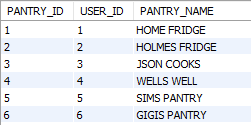 PANTRY_ID USER_ID PANTRY_NAME
1 1 HOME FRIDGE
2 2 HOLMES FRIDGE
3 3 JSON COOKS
4 4 WELLS WELL
5 5 SIMS PANTRY
6 6 GIGIS PANTRY